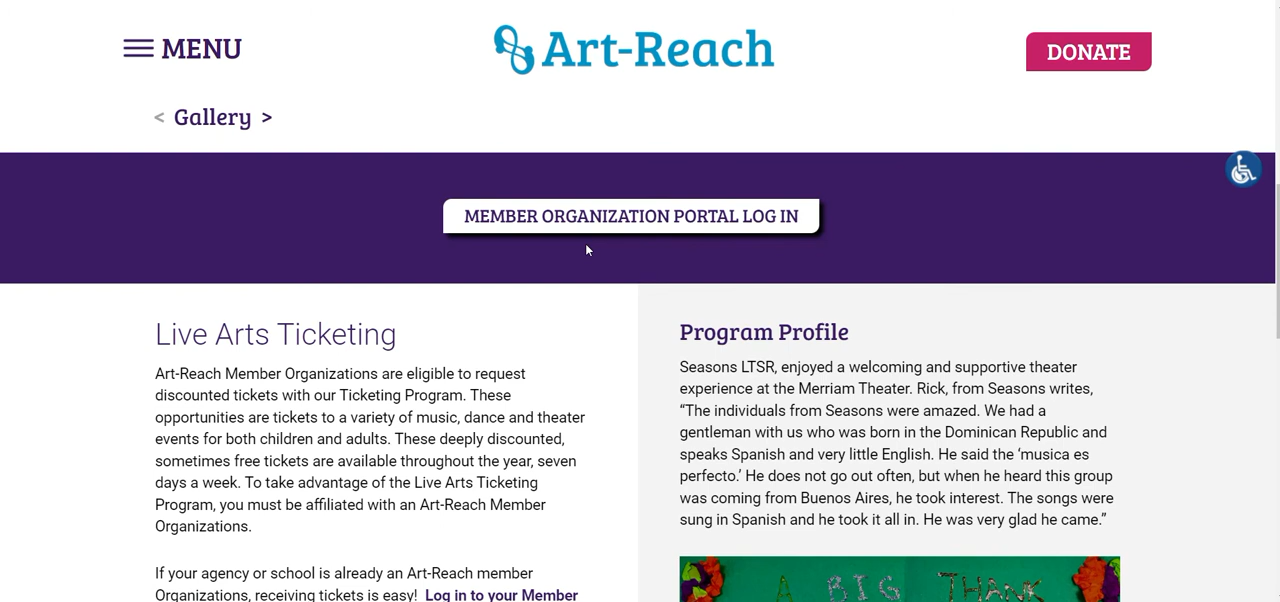 MENU
Art-Reach
DONATE
< Gallery >
MEMBER ORGANIZATION PORTAL LOG IN
Live Arts Ticketing
Art-Reach Member Organizations are eligible to request
discounted tickets with our Ticketing Program. These
opportunities are tickets to a variety of music, dance and theater
events for both children and adults. These deeply discounted,
sometimes free tickets are available throughout the year, seven
days a week. To take advantage of the Live Arts Ticketing
Program, you must be affiliated with an Art-Reach Member
Organizations.
If your agency or school is already an Art-Reach member
Organizations, receiving tickets is easy! Log in to your Member
Program Profile
Seasons LTSR, enjoyed a welcoming and supportive theater
experience at the Merriam Theater. Rick, from Seasons writes,
“The individuals from Seasons were amazed. We had a
gentleman with us who was born in the Dominican Republic and
speaks Spanish and very little English. He said the ‘musica es
perfecto.’ He does not go out often, but when he heard this group
was coming from Buenos Aires, he took interest. The songs were
sung in Spanish and he took it all in. He was very glad he came.”
A BIG THANK